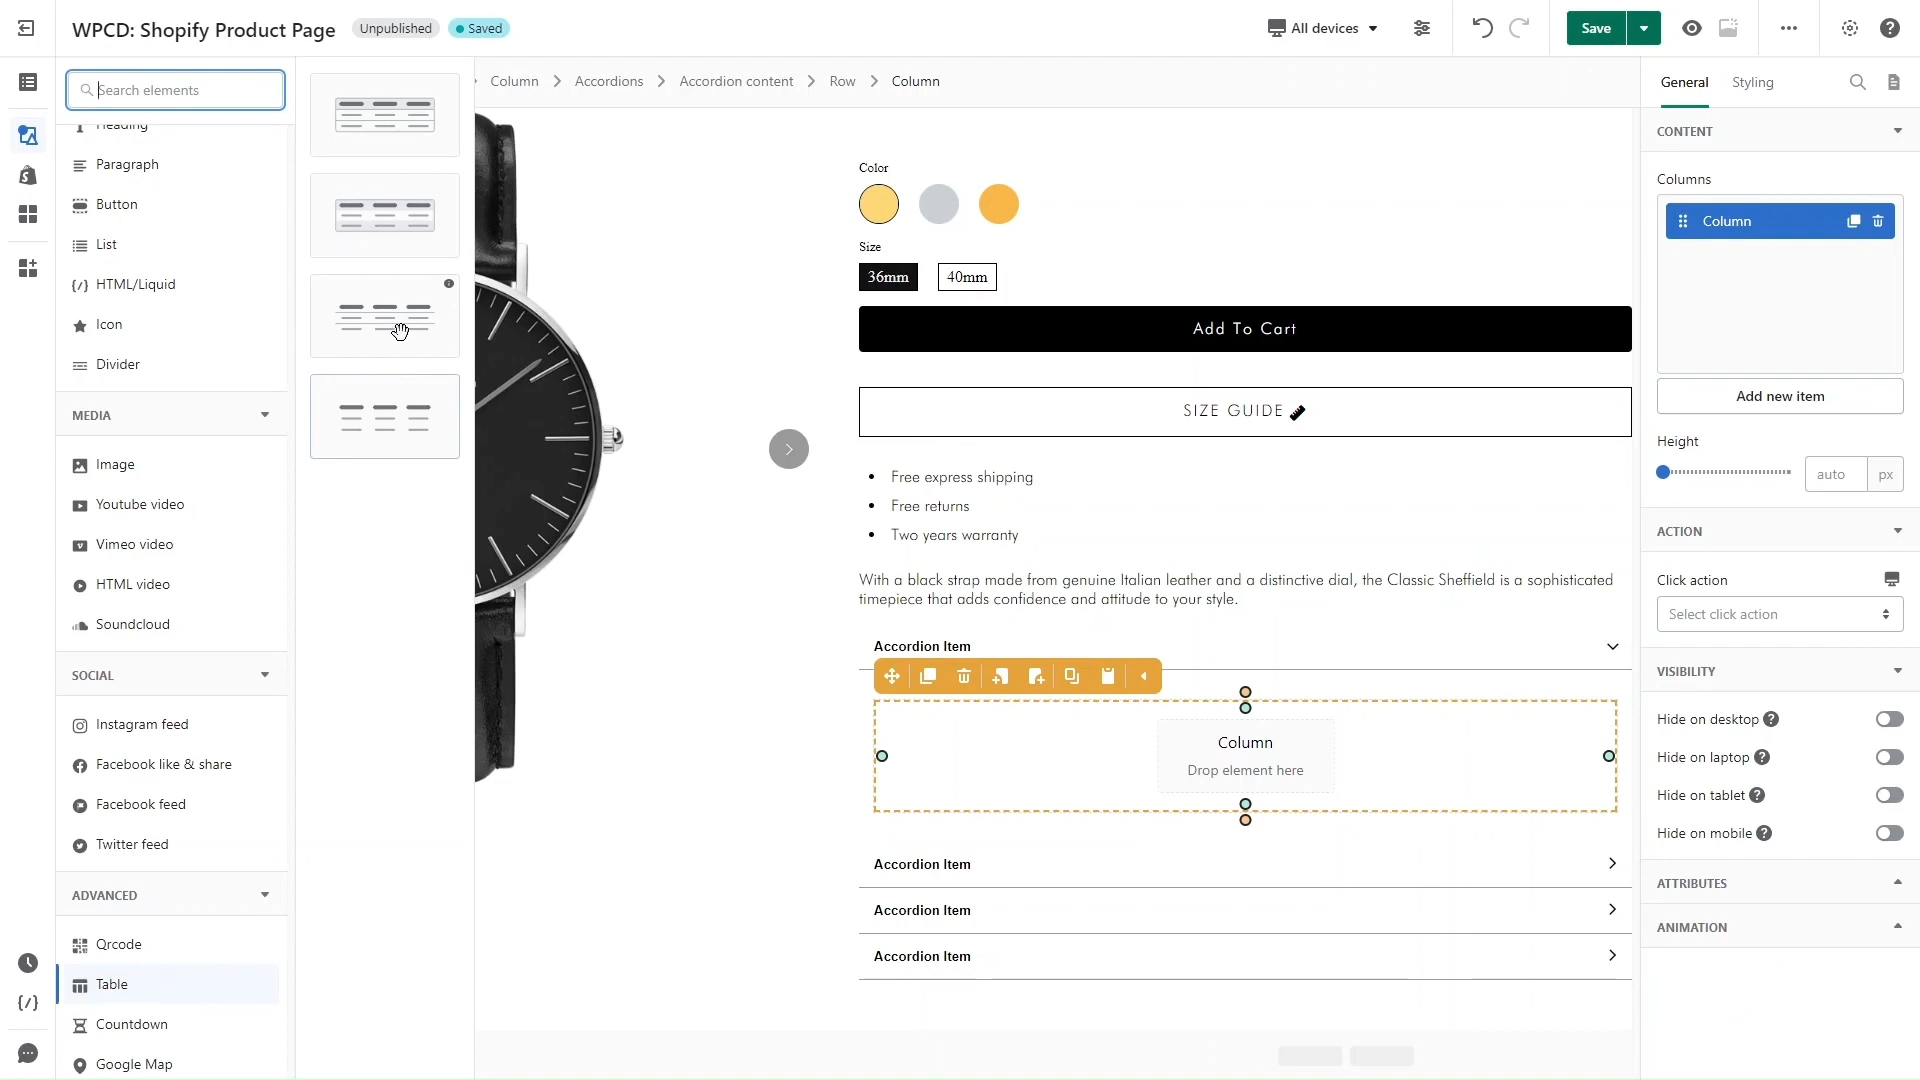 WPCD: Shopify Product Page
Unpublished
Saved
All devices
Save
Search elements
Column
Accordions
Accordion content
Row
Column
General
Styling
Heading
Paragraph
Button
List
HTML/Liquid
Icon
Divider
MEDIA
Image
Youtube video
Vimeo video
HTML video
Soundcloud
SOCIAL
Instagram feed
Facebook like & share
Facebook feed
Twitter feed
ADVANCED
Qrcode
Table
Countdown
Google Map
Color
Size
36mm
40mm
Add To Cart
SIZE GUIDE
Free express shipping
Free returns
Two years warranty
With a black strap made from genuine Italian leather and a distinctive dial, the Classic Sheffield is a sophisticated
timepiece that adds confidence and attitude to your style.
Accordion Item
Column
Drop element here
Accordion Item
Accordion Item
Accordion Item
CONTENT
Columns
Column
Add new item
Height
auto
px
ACTION
Click action
Select click action
VISIBILITY
Hide on desktop
Hide on laptop
Hide on tablet
Hide on mobile
ATTRIBUTES
ANIMATION